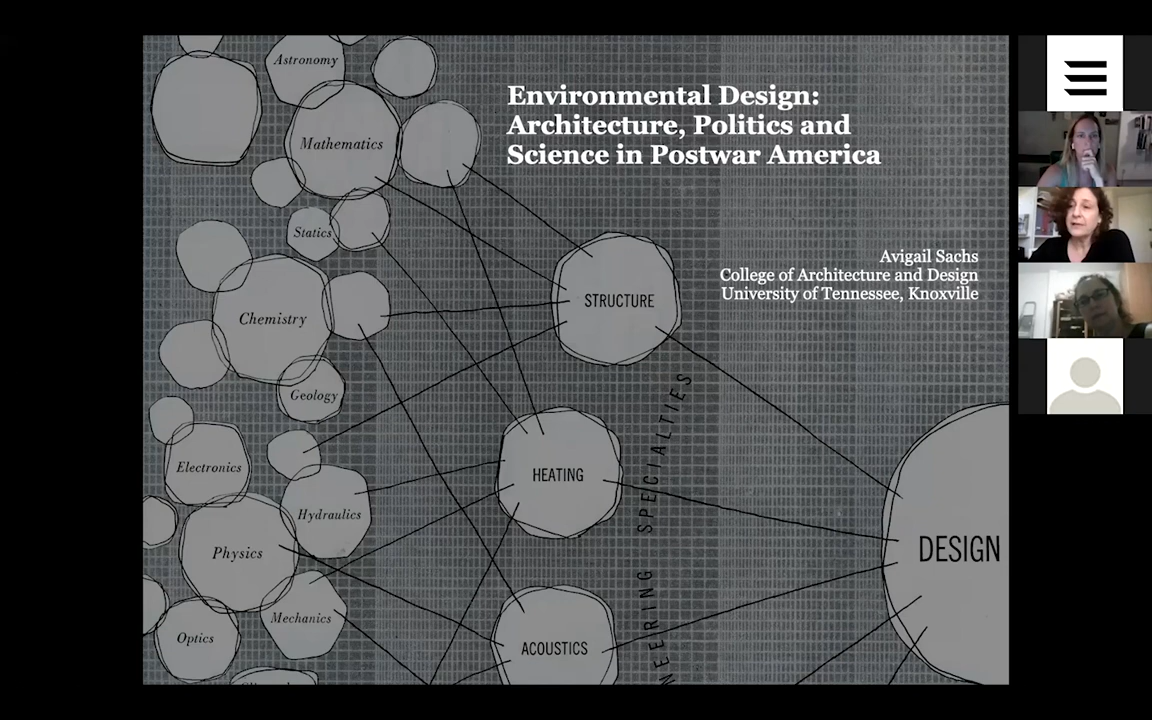 Environmental Design:
Architecture, Politics and
Science in Postwar America
Avigail Sachs
College of Architecture and Design
University of Tennessee, Knoxville
Astronomy
Mathematics
Statics
Chemistry
Geology
Electronics
Hydraulics
Physics
Mechanics
Optics
STRUCTURE
HEATING
ACOUSTICS
NEERING SPECIALTIES
DESIGN